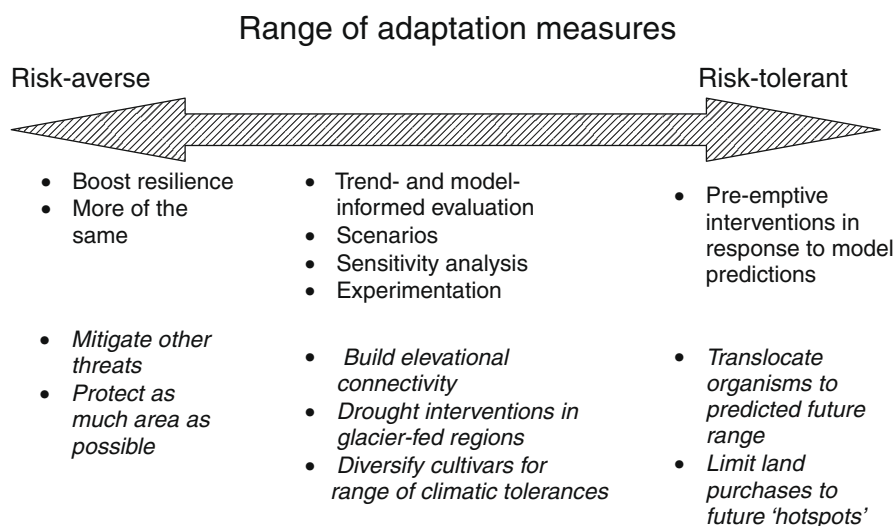 Range of adaptation measures
Risk-averse
Risk-tolerant
• Boost resilience
• More of the
same
• Trend- and model-
informed evaluation
• Scenarios
• Sensitivity analysis
• Experimentation
• Pre-emptive
interventions in
response to model
predictions
• Mitigate other
threats
• Protect as
much area as
possible
• Build elevational
connectivity
• Drought interventions in
glacier-fed regions
• Diversify cultivars for
range of climatic tolerances
• Translocate
organisms to
predicted future
range
• Limit land
purchases to
future ‘hotspots’